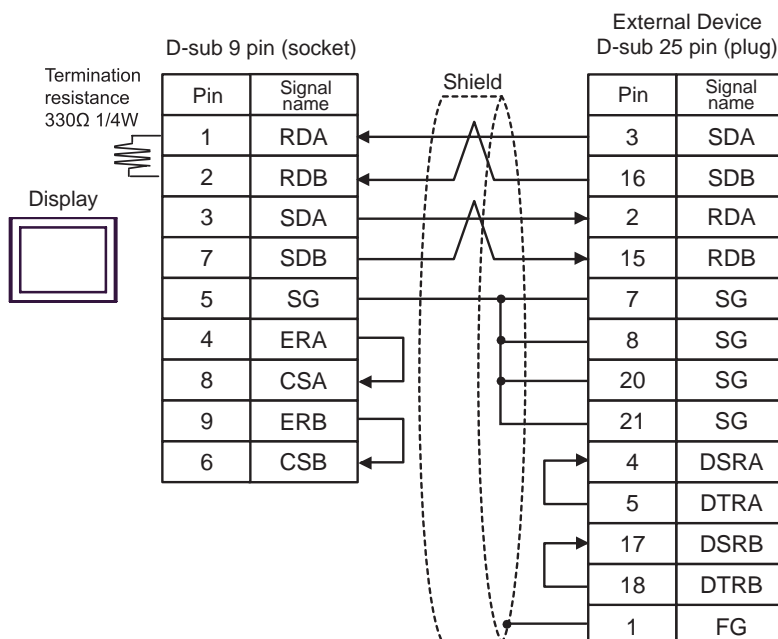 External Device
D-sub 9 pin (socket)
D-sub 25 pin (plug)
Termination
resistance
330Ω 1/4W
Shield
Display
Pin Signal name
1 RDA
2 RDB
3 SDA
7 SDB
5 SG
4 ERA
8 CSA
9 ERB
6 CSB
Pin Signal name
3 SDA
16 SDB
2 RDA
15 RDB
7 SG
8 SG
20 SG
21 SG
4 DSRA
5 DTRA
17 DSRB
18 DTRB
1 FG